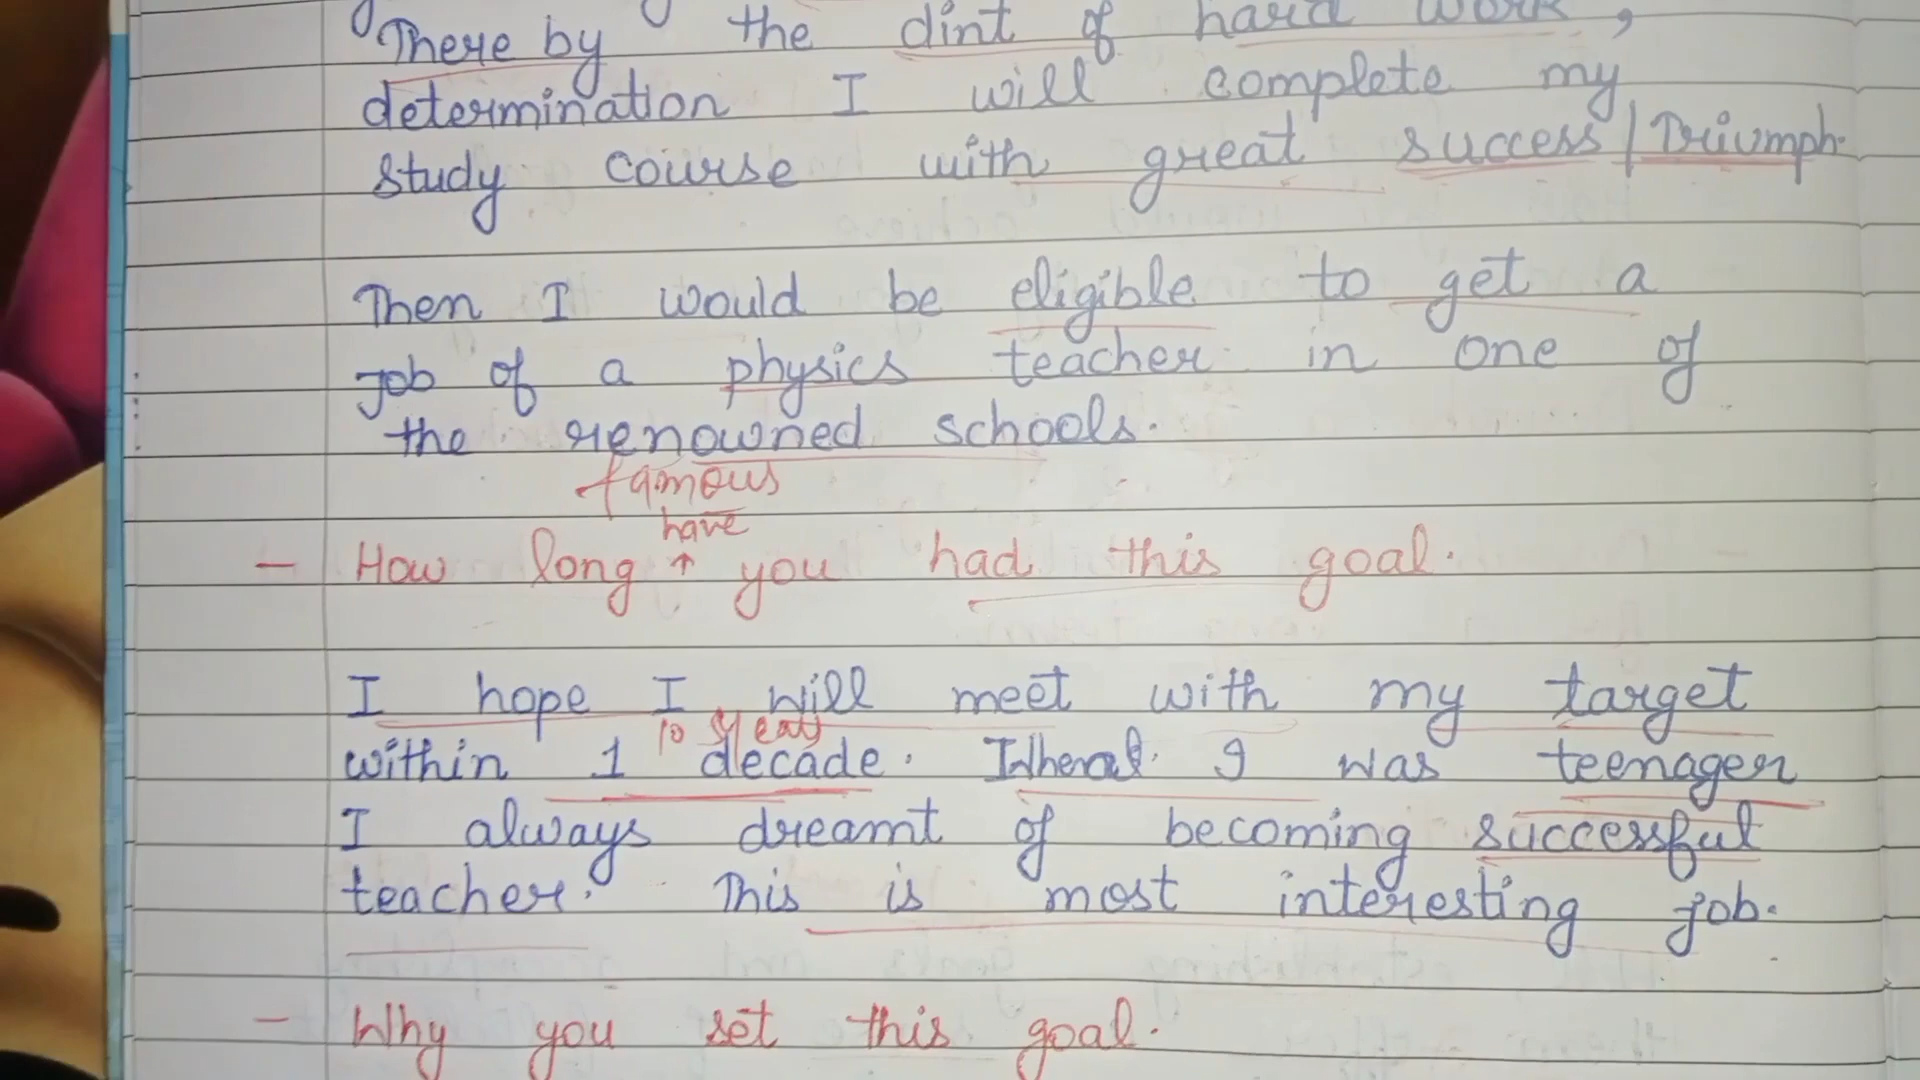 There by the dint of hard work,
determination I will complete my
study course with great success / Triumph.
Then I would be eligible to get a
job of a physics teacher in one of
the renowned schools.
famous
have
- How long ↑ you had this goal.
I hope I will meet with my target
10 years
within 1 decade. I was teenager
I always dreamt of becoming successful
teacher. This is most interesting job.
- Why you set this goal.